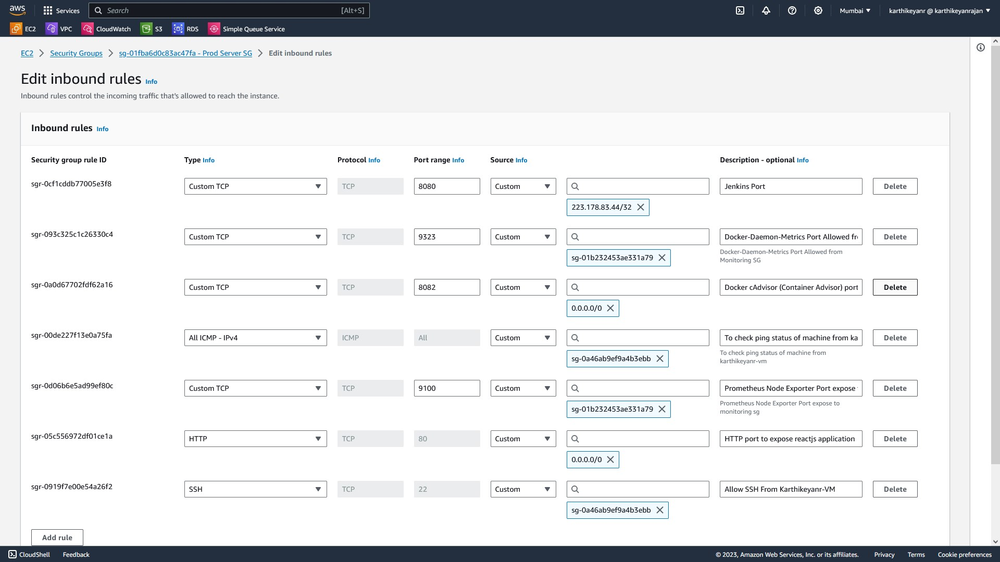 aws Services Search [Alt+S] Mumbai karthikeyanr @ karthikeyanrajan
EC2 VPC CloudWatch S3 RDS Simple Queue Service
EC2 Security Groups sg-01fba6d0c83ac47fa - Prod Server SG Edit inbound rules
Edit inbound rules Info
Inbound rules control the incoming traffic that's allowed to reach the instance.
Inbound rules Info
Security group rule ID Type Info Protocol Info Port range Info Source Info Description - optional Info
sgr-0cf1cddb77005e3f8 Custom TCP TCP 8080 Custom Jenkins Port Delete
223.178.83.44/32
sgr-093c325c1c26330c4 Custom TCP TCP 9323 Custom Docker-Daemon-Metrics Port Allowed fr Delete
sg-01b232453ae331a79 Docker-Daemon-Metrics Port Allowed from
Monitoring SG
sgr-0a0d67702fdf62a16 Custom TCP TCP 8082 Custom Docker cAdvisor (Container Advisor) port Delete
0.0.0.0/0
sgr-00de227f13e0a75fa All ICMP - IPv4 ICMP All Custom To check ping status of machine from ka Delete
sg-0a46ab9ef9a4b3ebb To check ping status of machine from
karthikeyanr-vm
sgr-0d06b6e5ad99ef80c Custom TCP TCP 9100 Custom Prometheus Node Exporter Port expose Delete
sg-01b232453ae331a79 Prometheus Node Exporter Port expose to
monitoring sg
sgr-05c556972df01ce1a HTTP TCP 80 Custom HTTP port to expose reactjs application Delete
0.0.0.0/0
sgr-0919f7e00e54a26f2 SSH TCP 22 Custom Allow SSH From Karthikeyanr-VM Delete
sg-0a46ab9ef9a4b3ebb
Add rule
CloudShell Feedback © 2023, Amazon Web Services, Inc. or its affiliates. Privacy Terms Cookie preferences